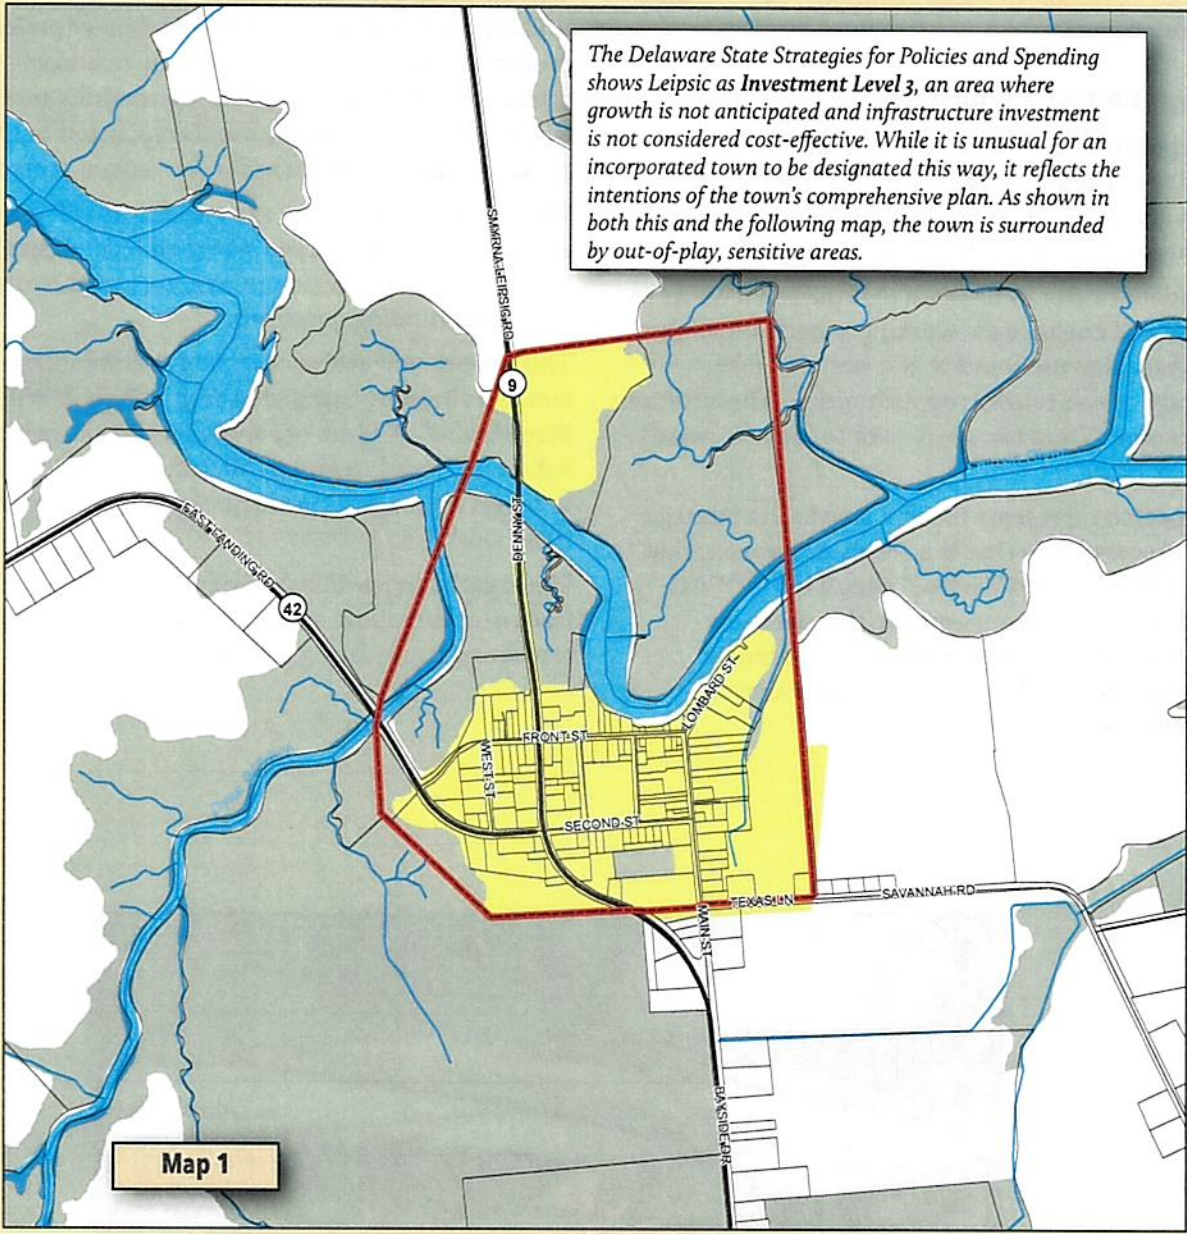 The Delaware State Strategies for Policies and Spending
shows Leipsic as Investment Level 3, an area where
growth is not anticipated and infrastructure investment
is not considered cost-effective. While it is unusual for an
incorporated town to be designated this way, it reflects the
intentions of the town's comprehensive plan. As shown in
both this and the following map, the town is surrounded
by out-of-play, sensitive areas.
SMYRNA-LEIPSIG RD
9
DENNY ST
EAST LANDING RD
42
LOMBARD ST
FRONT ST
WEST ST
SECOND ST
TEXAS LN
SAVANNAH RD
MAIN ST
BAYSIDE DR
Map 1